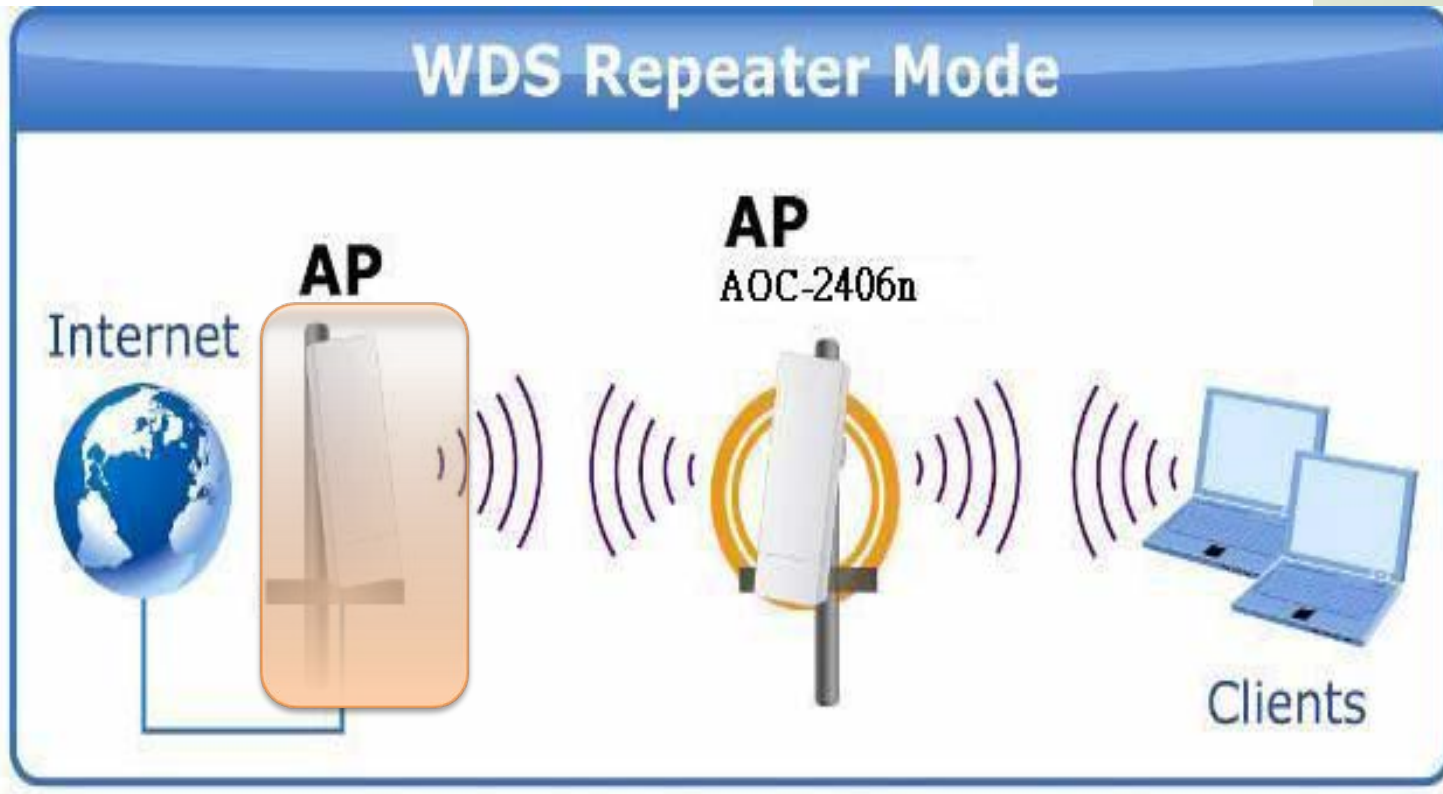 WDS Repeater Mode
AP
AP
AOC-2406n
Internet
Clients